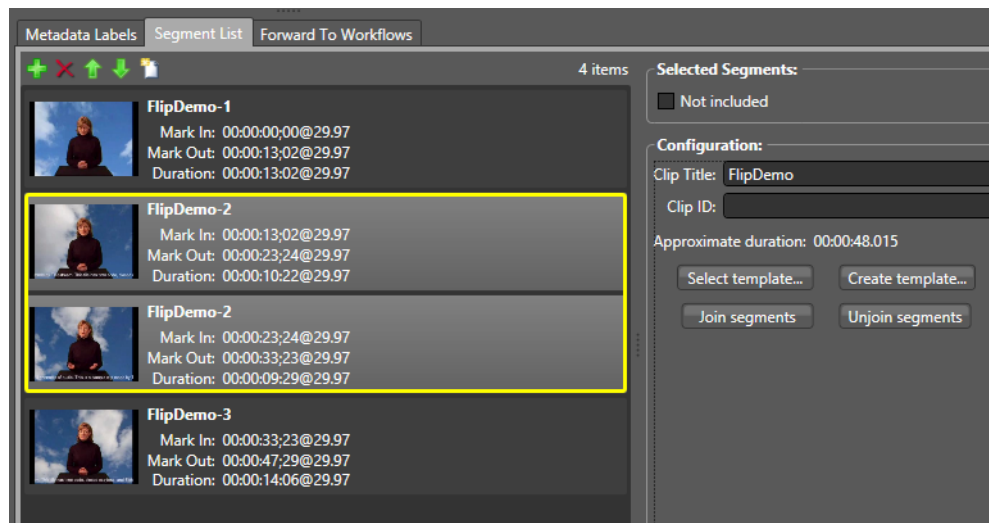 Metadata Labels Segment List Forward To Workflows
4 items
FlipDemo-1
Mark In: 00:00:00;00@29.97
Mark Out: 00:00:13;02@29.97
Duration: 00:00:13:02@29.97
FlipDemo-2
Mark In: 00:00:13;02@29.97
Mark Out: 00:00:23;24@29.97
Duration: 00:00:10:22@29.97
FlipDemo-2
Mark In: 00:00:23;24@29.97
Mark Out: 00:00:33;23@29.97
Duration: 00:00:09:29@29.97
FlipDemo-3
Mark In: 00:00:33;23@29.97
Mark Out: 00:00:47;29@29.97
Duration: 00:00:14:06@29.97
Selected Segments:
Not included
Configuration:
Clip Title: FlipDemo
Clip ID:
Approximate duration: 00:00:48.015
Select template... Create template...
Join segments Unjoin segments